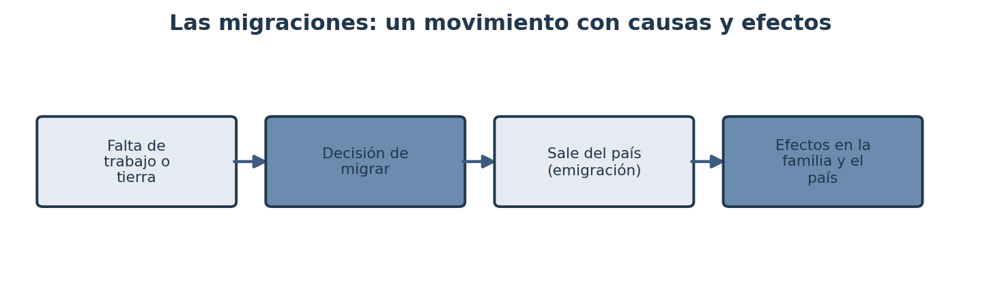 Las migraciones: un movimiento con causas y efectos
Falta de
trabajo o
tierra
Decisión de
migrar
Sale del país
(emigración)
Efectos en la
familia y el
país